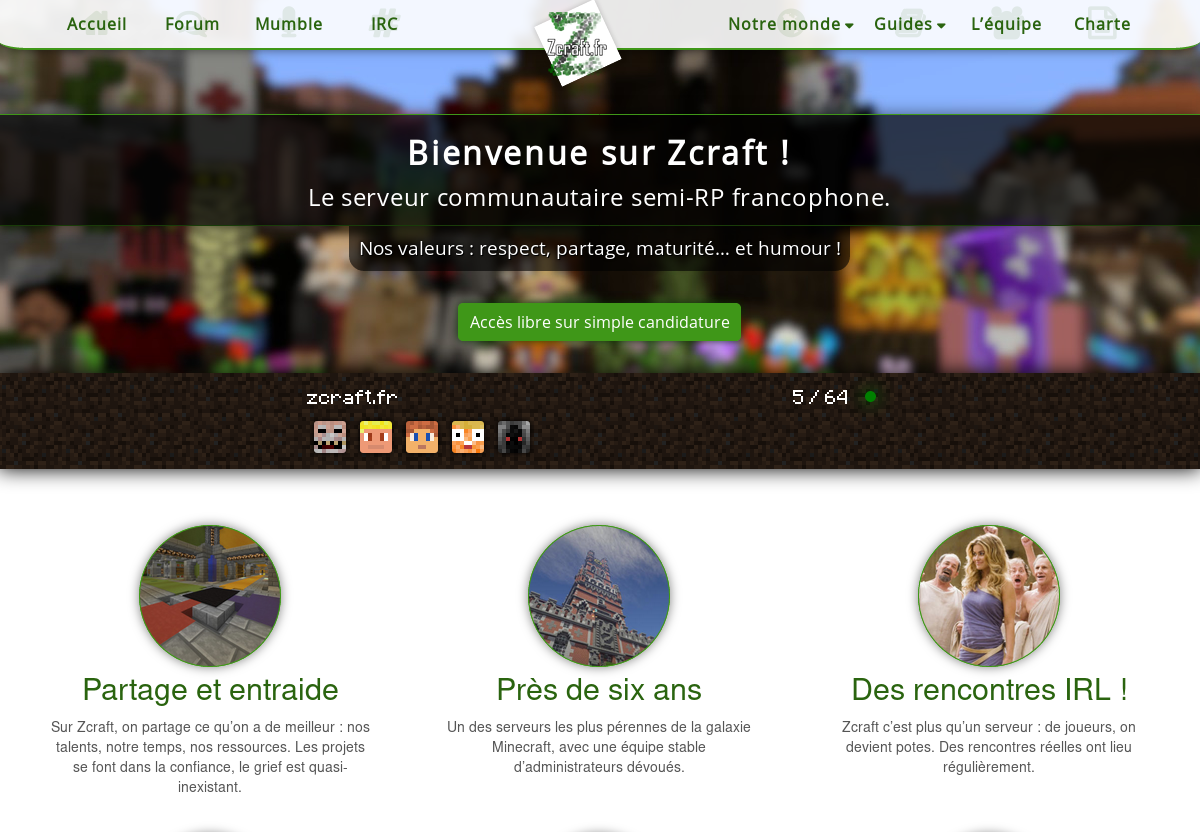 Accueil Forum Mumble IRC Zcraft.fr Notre monde Guides L'équipe Charte
Bienvenue sur Zcraft !
Le serveur communautaire semi-RP francophone.
Nos valeurs : respect, partage, maturité... et humour !
Accès libre sur simple candidature
zcraft.fr 5/64
Partage et entraide
Sur Zcraft, on partage ce qu'on a de meilleur : nos
talents, notre temps, nos ressources. Les projets
se font dans la confiance, le grief est quasi-
inexistant.
Près de six ans
Un des serveurs les plus pérennes de la galaxie
Minecraft, avec une équipe stable
d'administrateurs dévoués.
Des rencontres IRL !
Zcraft c'est plus qu'un serveur : de joueurs, on
devient potes. Des rencontres réelles ont lieu
régulièrement.